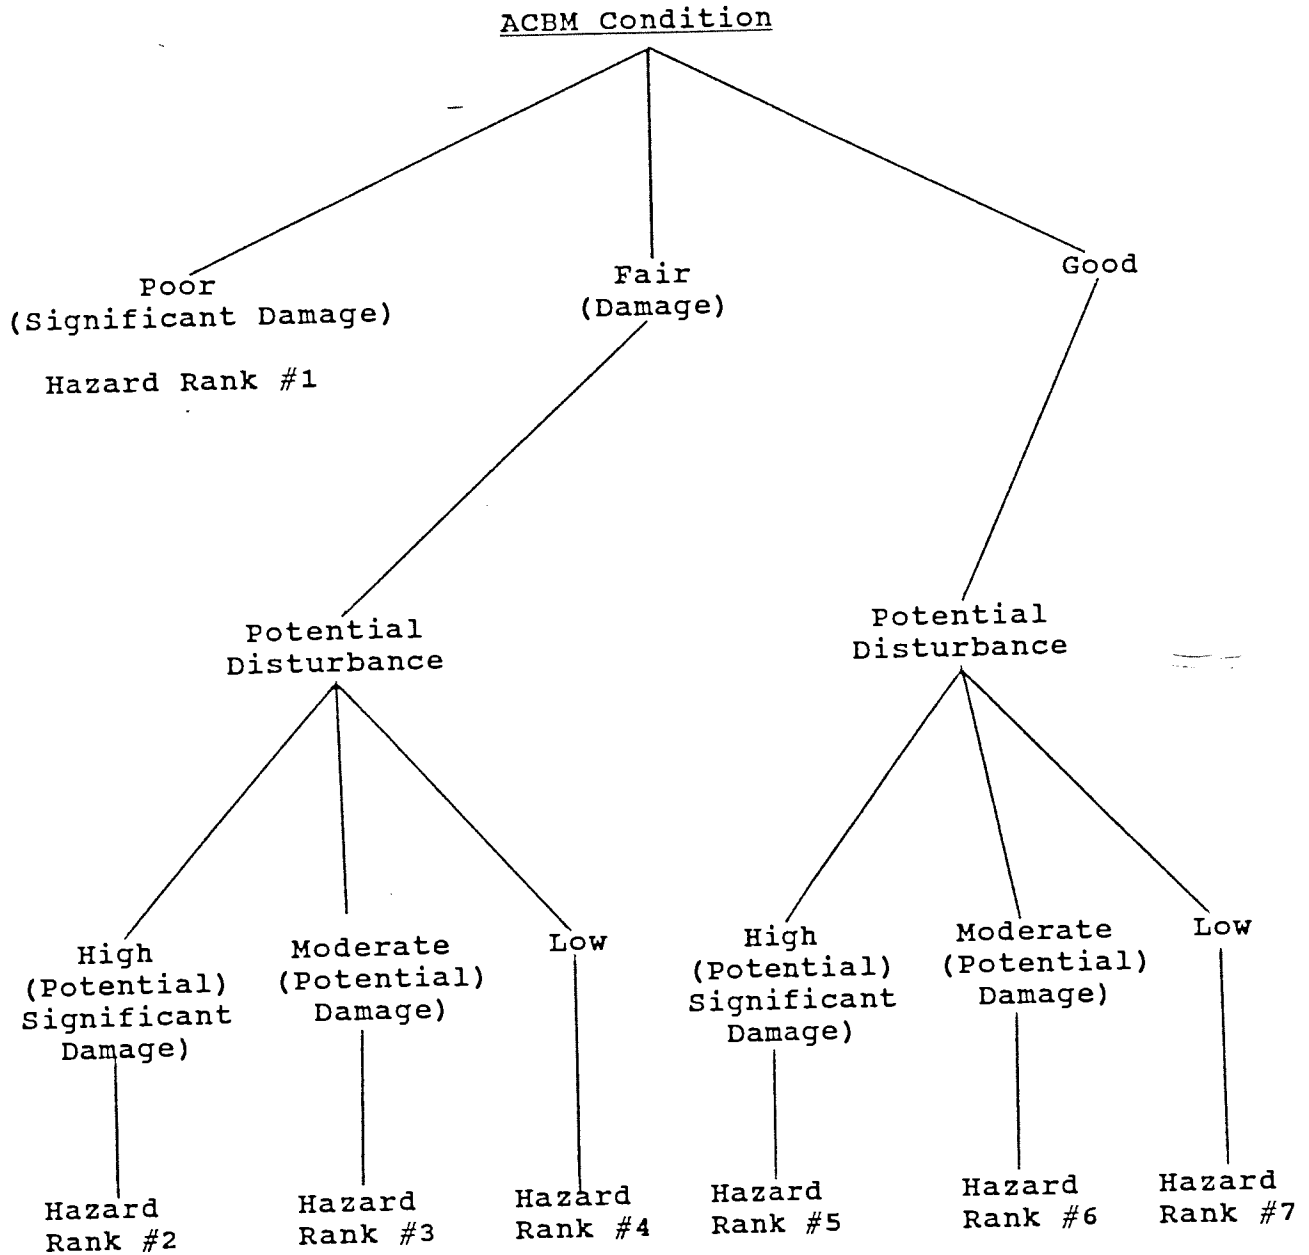 ACBM Condition
Poor
(Significant Damage)
Hazard Rank #1
Fair
(Damage)
Good
Potential
Disturbance
Potential
Disturbance
High
(Potential)
Significant
Damage)
Moderate
(Potential)
Damage)
Low
High
(Potential)
Significant
Damage)
Moderate
(Potential)
Damage)
Low
Hazard
Rank #2
Hazard
Rank #3
Hazard
Rank #4
Hazard
Rank #5
Hazard
Rank #6
Hazard
Rank #7